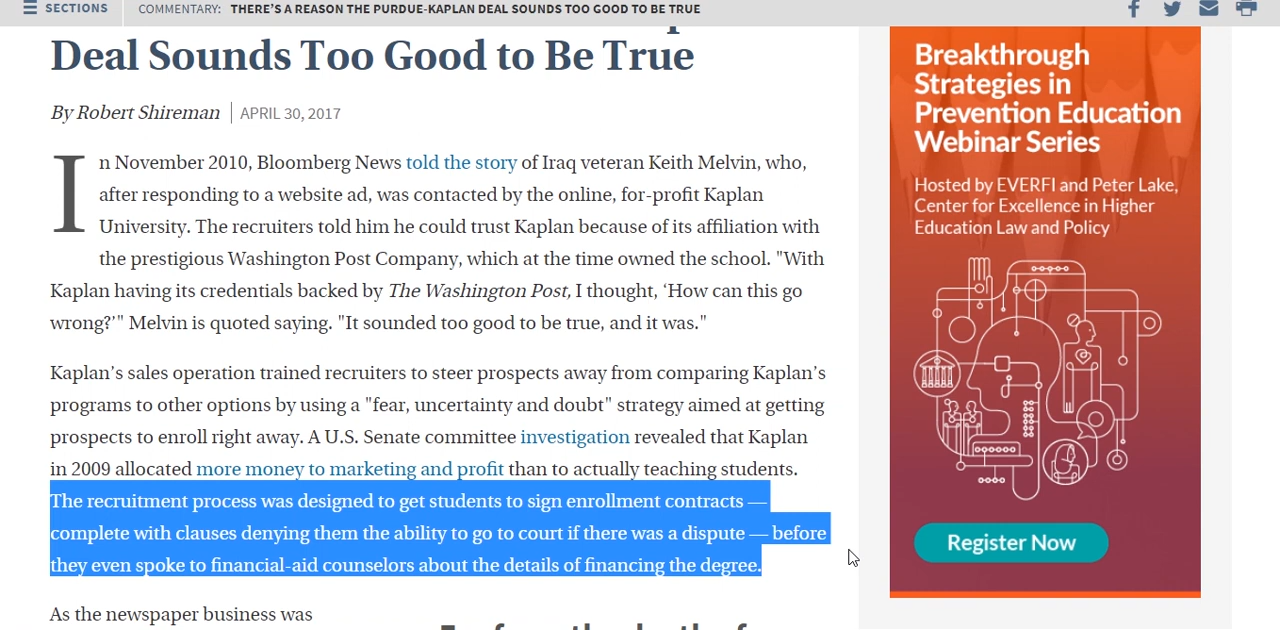 SECTIONS
COMMENTARY: THERE'S A REASON THE PURDUE-KAPLAN DEAL SOUNDS TOO GOOD TO BE TRUE
Deal Sounds Too Good to Be True
By Robert Shireman | APRIL 30, 2017
In November 2010, Bloomberg News told the story of Iraq veteran Keith Melvin, who,
after responding to a website ad, was contacted by the online, for-profit Kaplan
University. The recruiters told him he could trust Kaplan because of its affiliation with
the prestigious Washington Post Company, which at the time owned the school. "With
Kaplan having its credentials backed by The Washington Post, I thought, ‘How can this go
wrong?’" Melvin is quoted saying. "It sounded too good to be true, and it was."
Kaplan’s sales operation trained recruiters to steer prospects away from comparing Kaplan’s
programs to other options by using a "fear, uncertainty and doubt" strategy aimed at getting
prospects to enroll right away. A U.S. Senate committee investigation revealed that Kaplan
in 2009 allocated more money to marketing and profit than to actually teaching students.
The recruitment process was designed to get students to sign enrollment contracts —
complete with clauses denying them the ability to go to court if there was a dispute — before
they even spoke to financial-aid counselors about the details of financing the degree.
As the newspaper business was
Breakthrough
Strategies in
Prevention Education
Webinar Series
Hosted by EVERFI and Peter Lake,
Center for Excellence in Higher
Education Law and Policy
Register Now